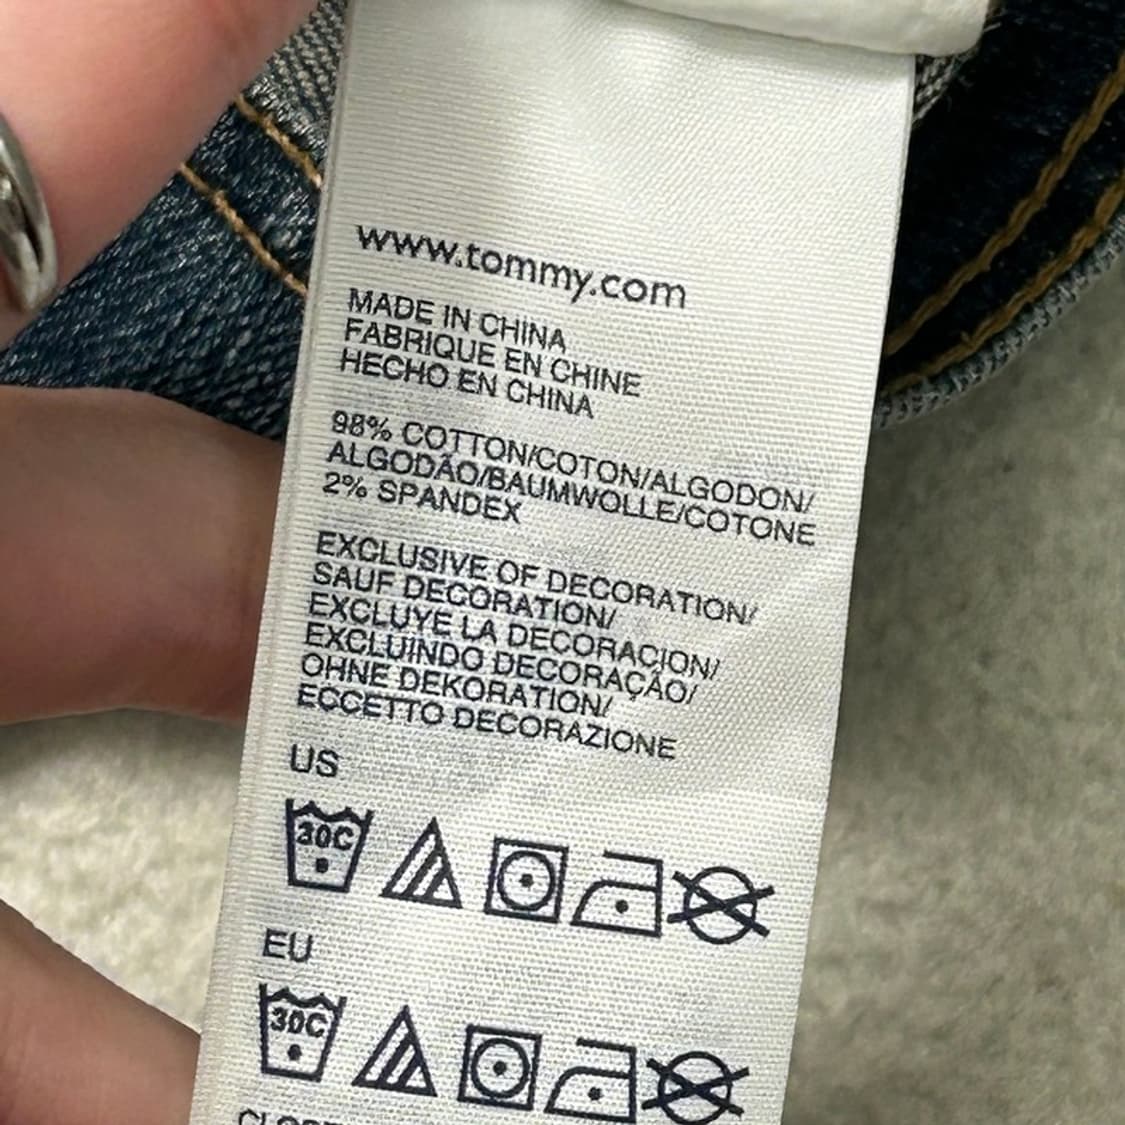 www.tommy.com
MADE IN CHINA
FABRIQUE EN CHINE
HECHO EN CHINA
98% COTTON/COTON/ALGODON/
ALGODÃO/BAUMWOLLE/COTONE
2% SPANDEX
EXCLUSIVE OF DECORATION/
SAUF DECORATION/
EXCLUYE LA DECORACION/
EXCLUINDO DECORAÇÃO/
OHNE DEKORATION/
ECCETTO DECORAZIONE
US
30C
EU
30C